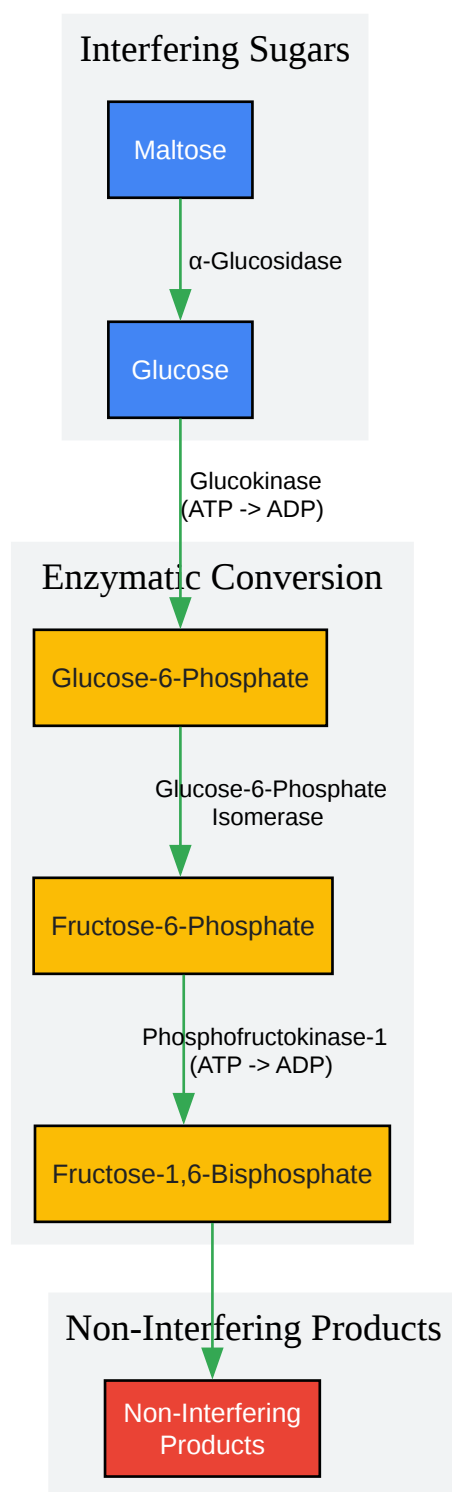 Interfering Sugars
Maltose
α-Glucosidase
Glucose
Glucokinase
(ATP -> ADP)
Enzymatic Conversion
Glucose-6-Phosphate
Glucose-6-Phosphate
Isomerase
Fructose-6-Phosphate
Phosphofructokinase-1
(ATP -> ADP)
Fructose-1,6-Bisphosphate
Non-Interfering Products
Non-Interfering
Products